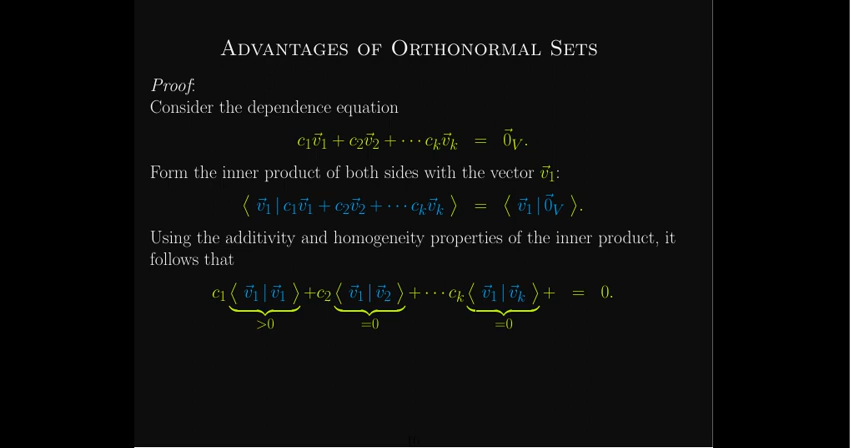 Advantages of Orthonormal Sets
Proof:
Consider the dependence equation
c₁v⃗₁ + c₂v⃗₂ + ⋯ cₖv⃗ₖ = 0⃗_V.
Form the inner product of both sides with the vector v⃗₁:
⟨ v⃗₁ | c₁v⃗₁ + c₂v⃗₂ + ⋯ cₖv⃗ₖ ⟩ = ⟨ v⃗₁ | 0⃗_V ⟩.
Using the additivity and homogeneity properties of the inner product, it
follows that
c₁⟨ v⃗₁ | v⃗₁ ⟩ +c₂⟨ v⃗₁ | v⃗₂ ⟩ + ⋯ cₖ⟨ v⃗₁ | v⃗ₖ ⟩ + = 0.
>0 =0 =0